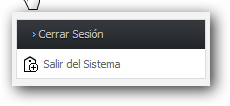 › Cerrar Sesión
Salir del Sistema